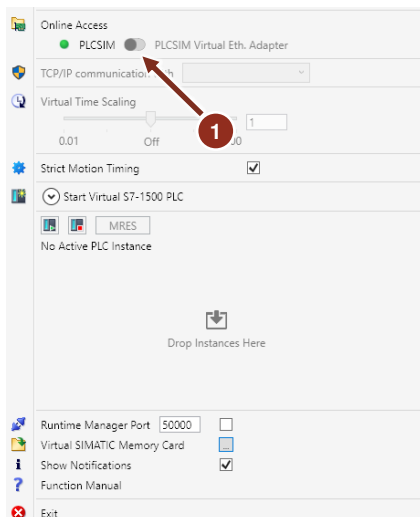 Online Access
PLCSIM PLCSIM Virtual Eth. Adapter
TCP/IP communication
Virtual Time Scaling
1
1
0.01 Off 00
Strict Motion Timing
Start Virtual S7-1500 PLC
MRES
No Active PLC Instance
Drop Instances Here
Runtime Manager Port 50000
Virtual SIMATIC Memory Card ...
Show Notifications
Function Manual
Exit